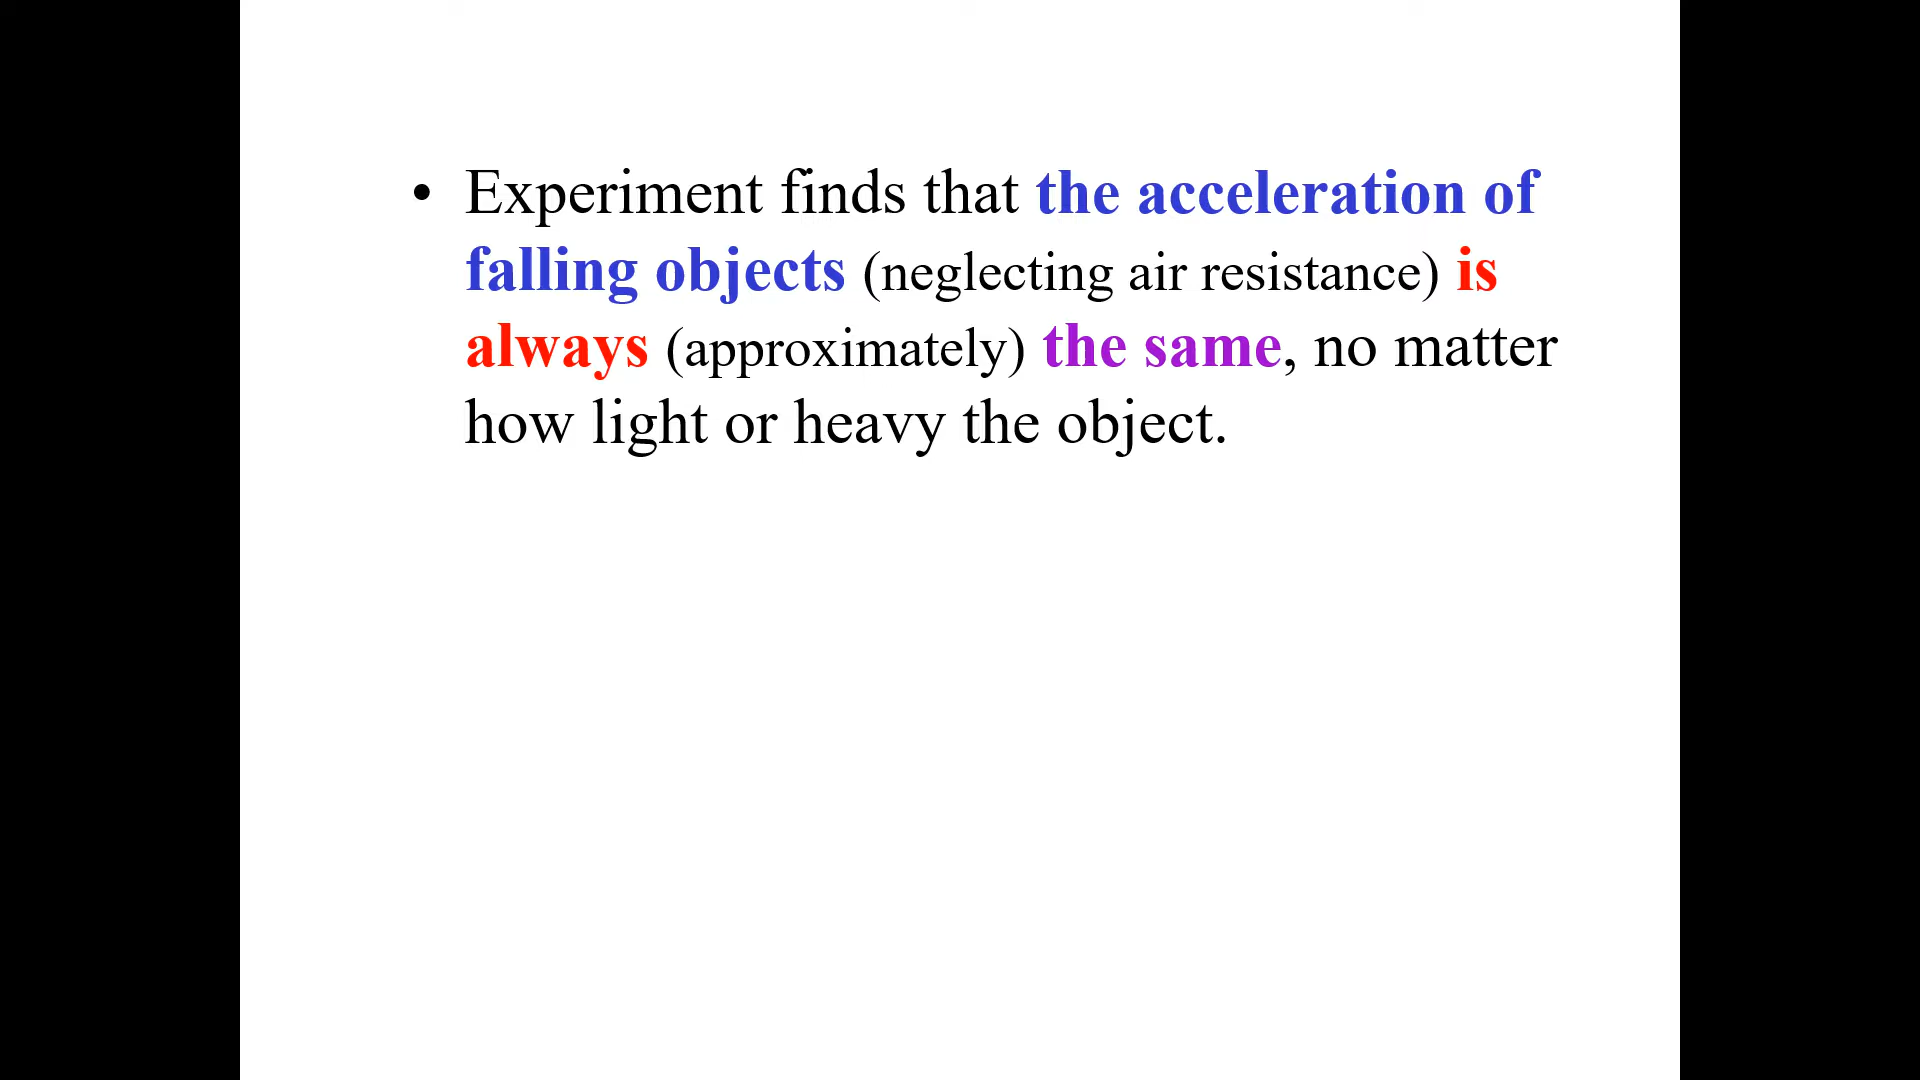 • Experiment finds that the acceleration of
falling objects (neglecting air resistance) is
always (approximately) the same, no matter
how light or heavy the object.